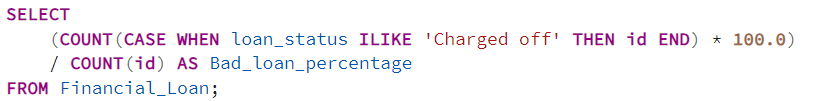 SELECT
(COUNT(CASE WHEN loan_status ILIKE 'Charged off' THEN id END) * 100.0)
/ COUNT(id) AS Bad_loan_percentage
FROM Financial_Loan;